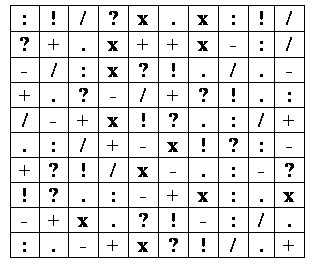 : ! / ? x . x : ! /
? + . x + + x - : /
- / : x ? ! . / . -
+ . ? - / + ? ! . :
/ - + x ! ? . : / +
. : / + - x ! ? : -
+ ? ! / x - . : - ?
! ? . : - + x : . x
- + x . ? ! - : / .
: . - + x ? ! / . +